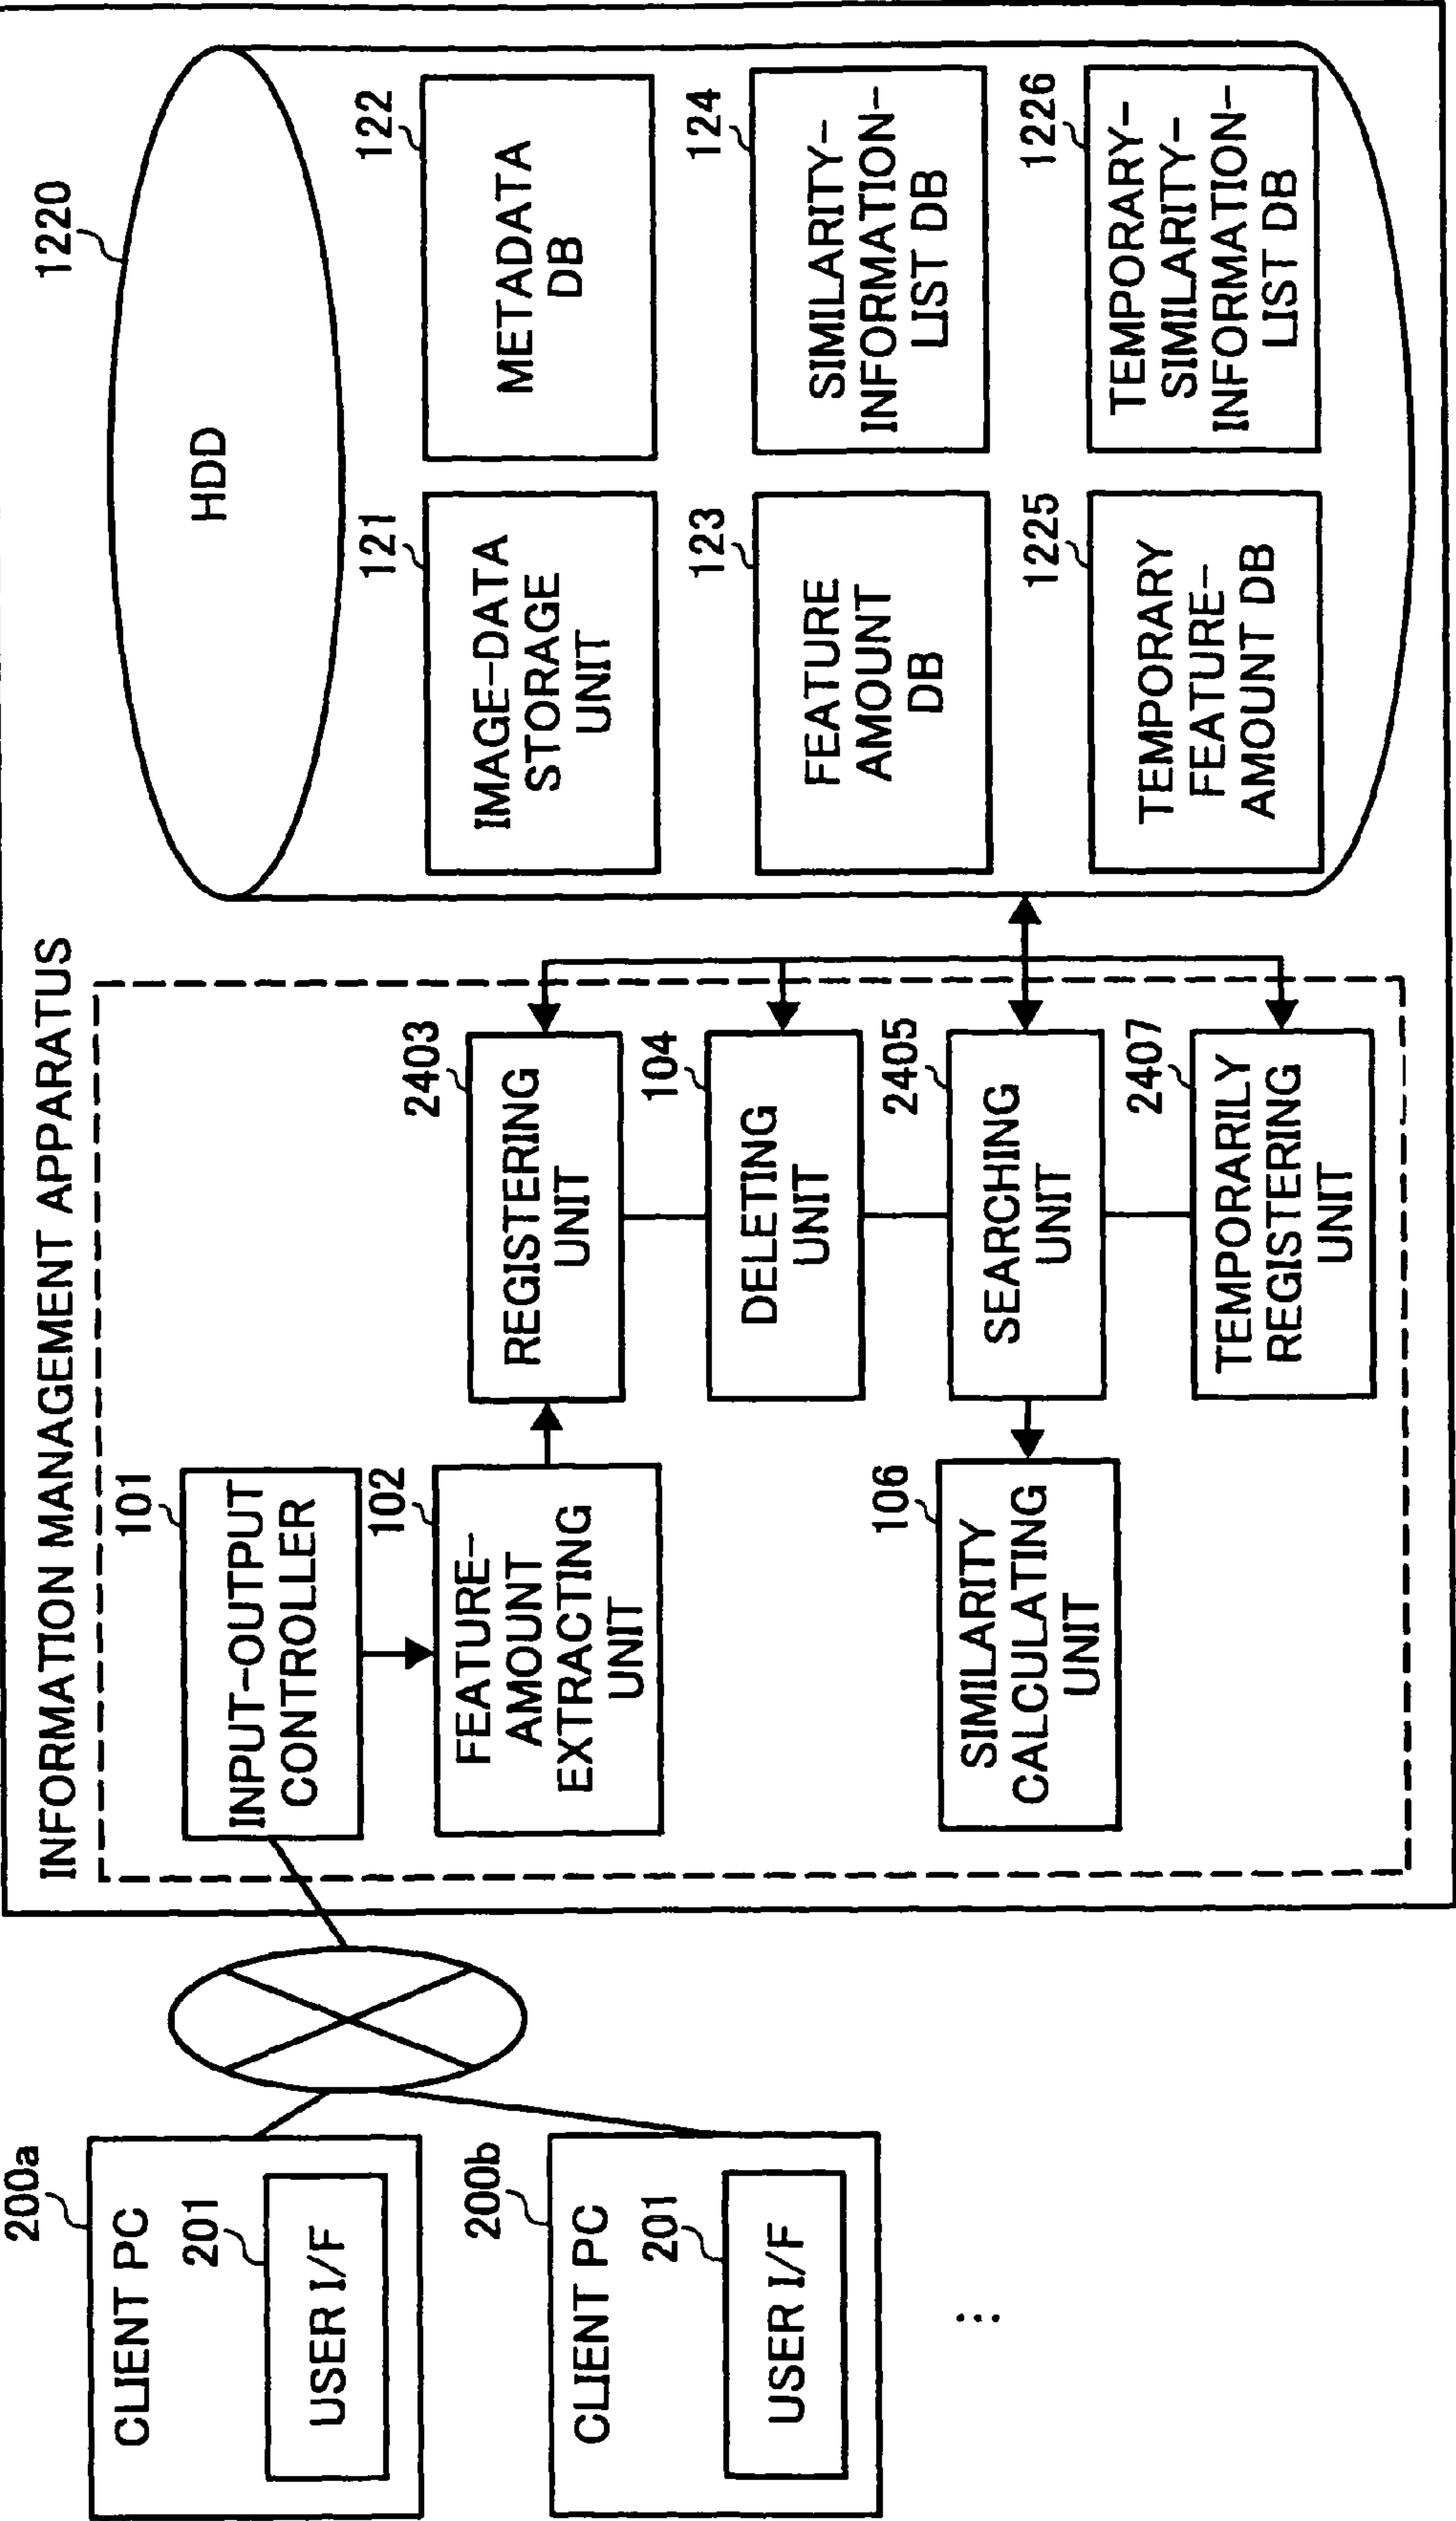 INFORMATION MANAGEMENT APPARATUS
200a
CLIENT PC
201
USER I/F
200b
CLIENT PC
201
USER I/F
...
101
INPUT-OUTPUT
CONTROLLER
102
FEATURE-
AMOUNT
EXTRACTING
UNIT
106
SIMILARITY
CALCULATING
UNIT
2403
REGISTERING
UNIT
104
DELETING
UNIT
2405
SEARCHING
UNIT
2407
TEMPORARILY
REGISTERING
UNIT
1220
HDD
121
IMAGE-DATA
STORAGE
UNIT
122
METADATA
DB
123
FEATURE
AMOUNT
DB
124
SIMILARITY-
INFORMATION-
LIST DB
1225
TEMPORARY
FEATURE-
AMOUNT DB
1226
TEMPORARY-
SIMILARITY-
INFORMATION-
LIST DB